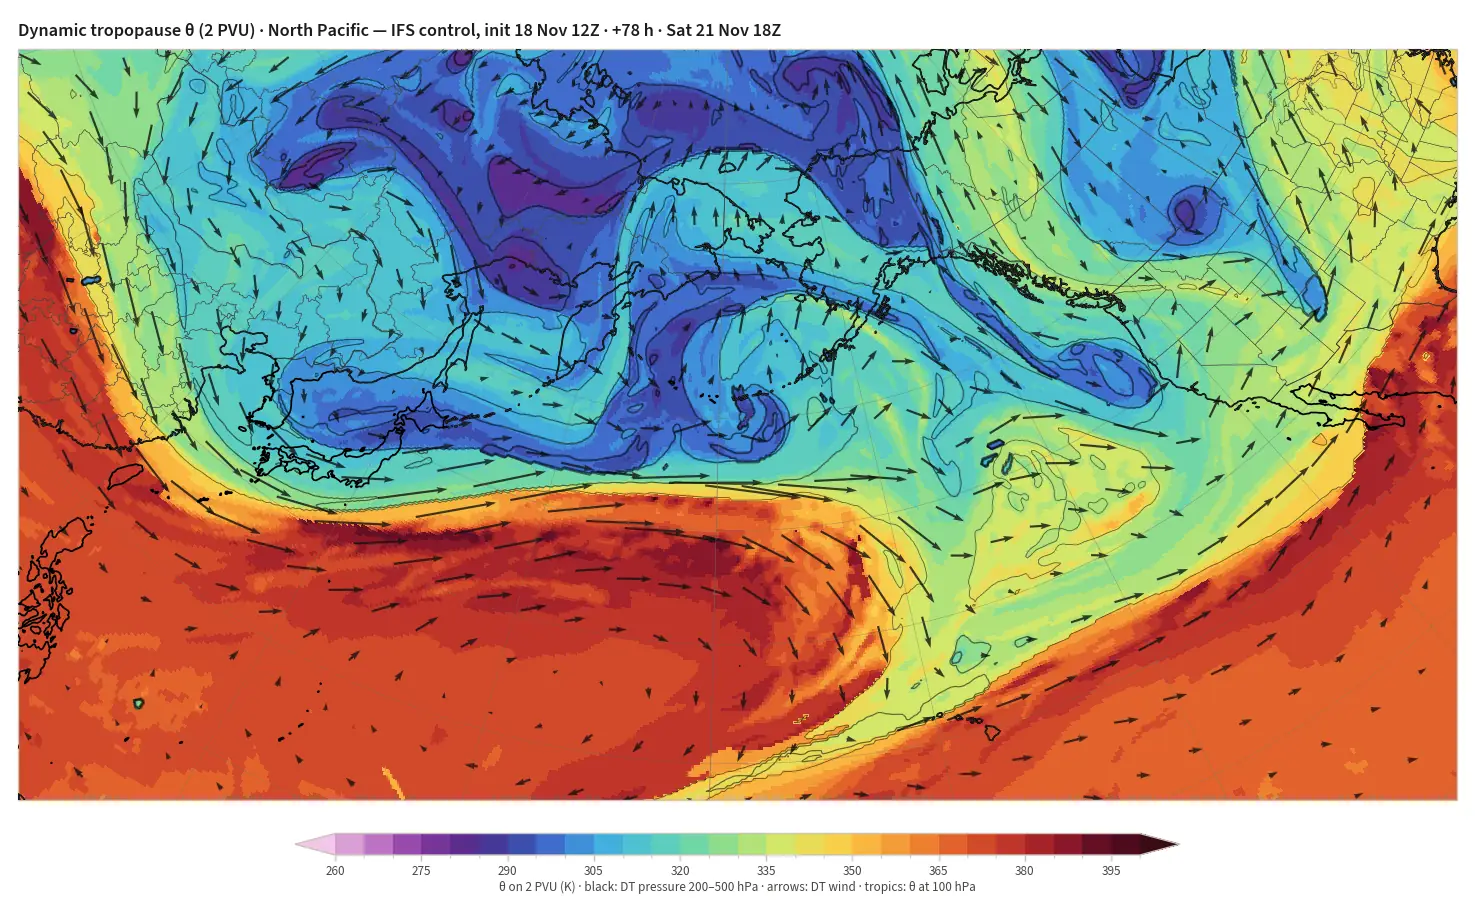 Dynamic tropopause θ (2 PVU) · North Pacific — IFS control, init 18 Nov 12Z · +78 h · Sat 21 Nov 18Z
260 275 290 305 320 335 350 365 380 395
θ on 2 PVU (K) · black: DT pressure 200–500 hPa · arrows: DT wind · tropics: θ at 100 hPa